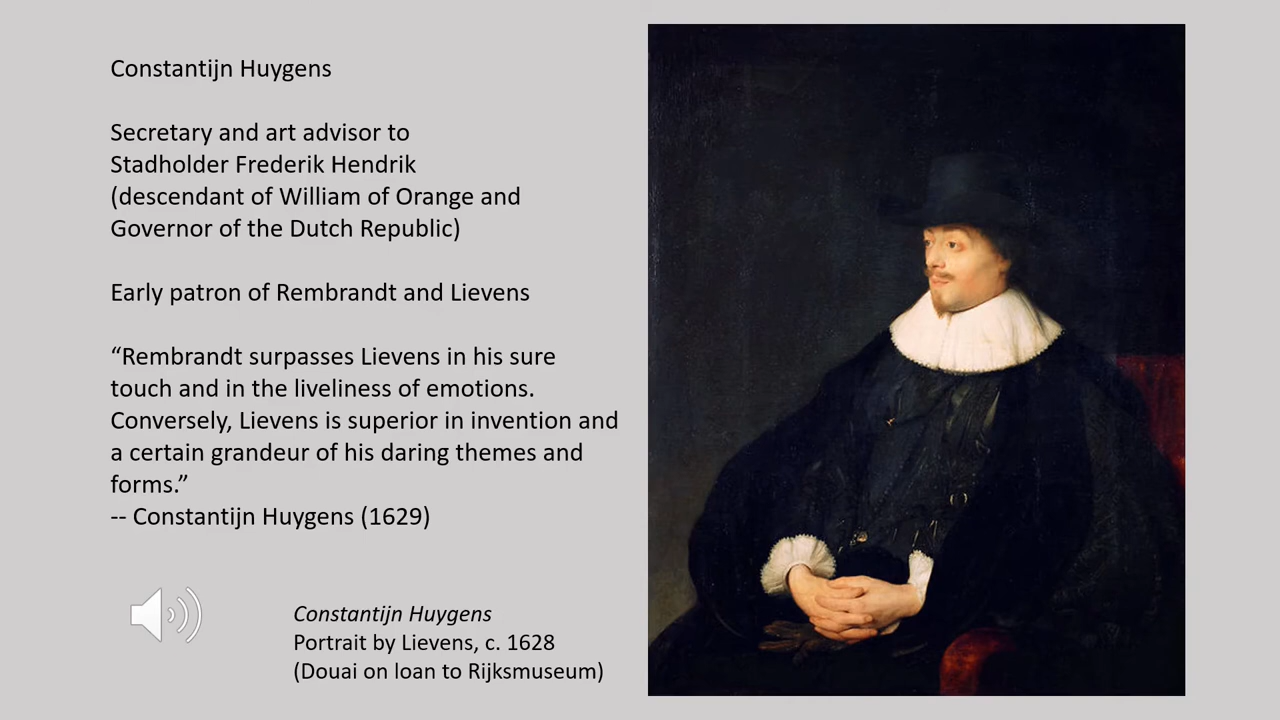 Constantijn Huygens
Secretary and art advisor to
Stadholder Frederik Hendrik
(descendant of William of Orange and
Governor of the Dutch Republic)
Early patron of Rembrandt and Lievens
“Rembrandt surpasses Lievens in his sure
touch and in the liveliness of emotions.
Conversely, Lievens is superior in invention and
a certain grandeur of his daring themes and
forms.”
-- Constantijn Huygens (1629)
Constantijn Huygens
Portrait by Lievens, c. 1628
(Douai on loan to Rijksmuseum)